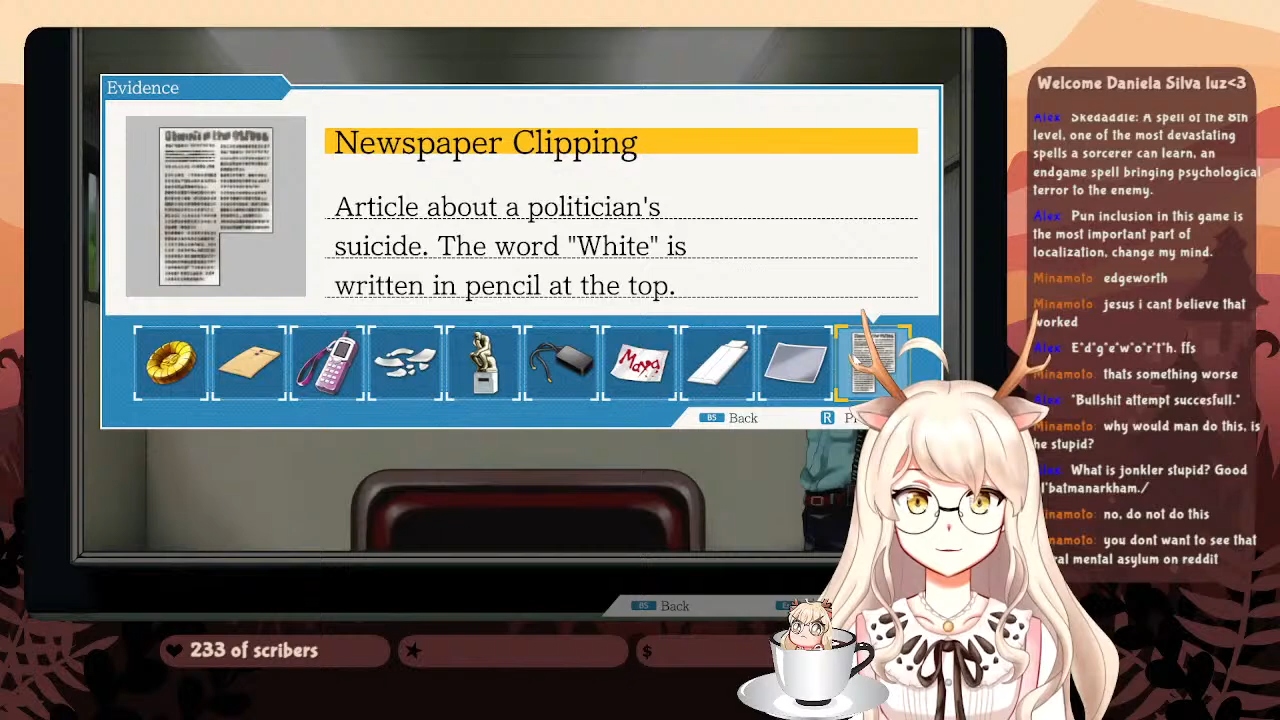 Evidence
Newspaper Clipping
Article about a politician's
suicide. The word "White" is
written in pencil at the top.
Maya
BS Back
R
BS Back
233 of scribers
$
Welcome Daniela Silva luz<3
Alex: Skedaddle: A spell of the 8th
level, one of the most devastating
spells a sorcerer can learn, an
endgame spell bringing psychological
terror to the enemy.
Alex: Pun inclusion in this game is
the most important part of
localization, change my mind.
Minamoto: edgeworth
Minamoto: jesus i cant believe that
worked
Alex: E*d*g*e*w*o*r*t*h. ffs
Minamoto: thats something worse
Alex: "Bullshit attempt succesfull."
Minamoto: why would man do this, is
he stupid?
What is jonkler stupid? Good
'batmanarkham./
no, do not do this
you dont want to see that
mental asylum on reddit